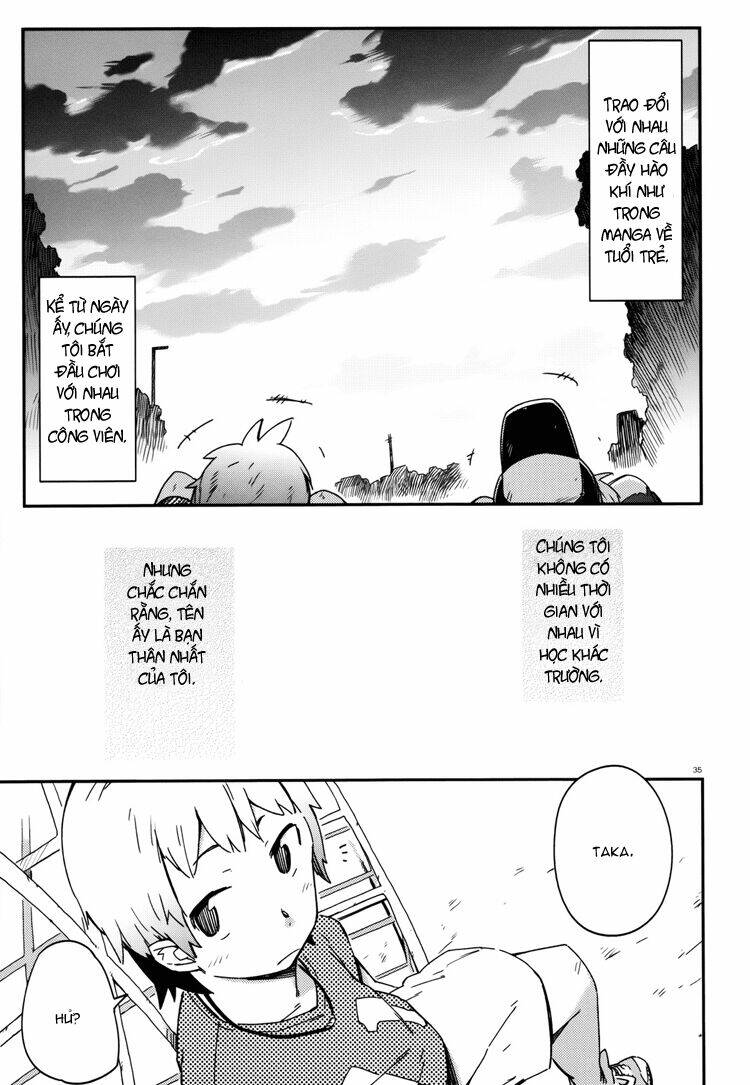 TRAO ĐỔI
VỚI NHAU
NHỮNG CÂU
ĐẦY HÀO
KHÍ NHƯ
TRONG
MANGA VỀ
TUỔI TRẺ.
KỂ TỪ NGÀY
ẤY, CHÚNG
TÔI BẮT
ĐẦU CHƠI
VỚI NHAU
TRONG
CÔNG VIÊN.
CHÚNG TÔI
KHÔNG CÓ
NHIỀU THỜI
GIAN VỚI
NHAU VÌ
HỌC KHÁC
TRƯỜNG.
NHƯNG
CHẮC CHẮN
RẰNG, TÊN
ẤY LÀ BẠN
THÂN NHẤT
CỦA TÔI.
35
TAKA.
HỬ?